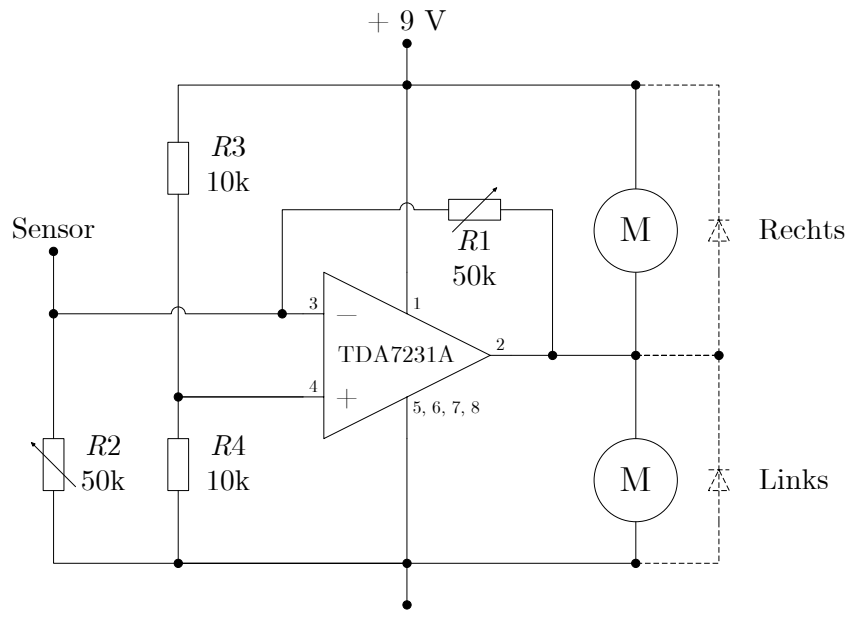 + 9 V
R3
10k
Sensor
R1
50k
M
Rechts
3
1
−
TDA7231A
2
4
+
5, 6, 7, 8
R2
50k
R4
10k
M
Links